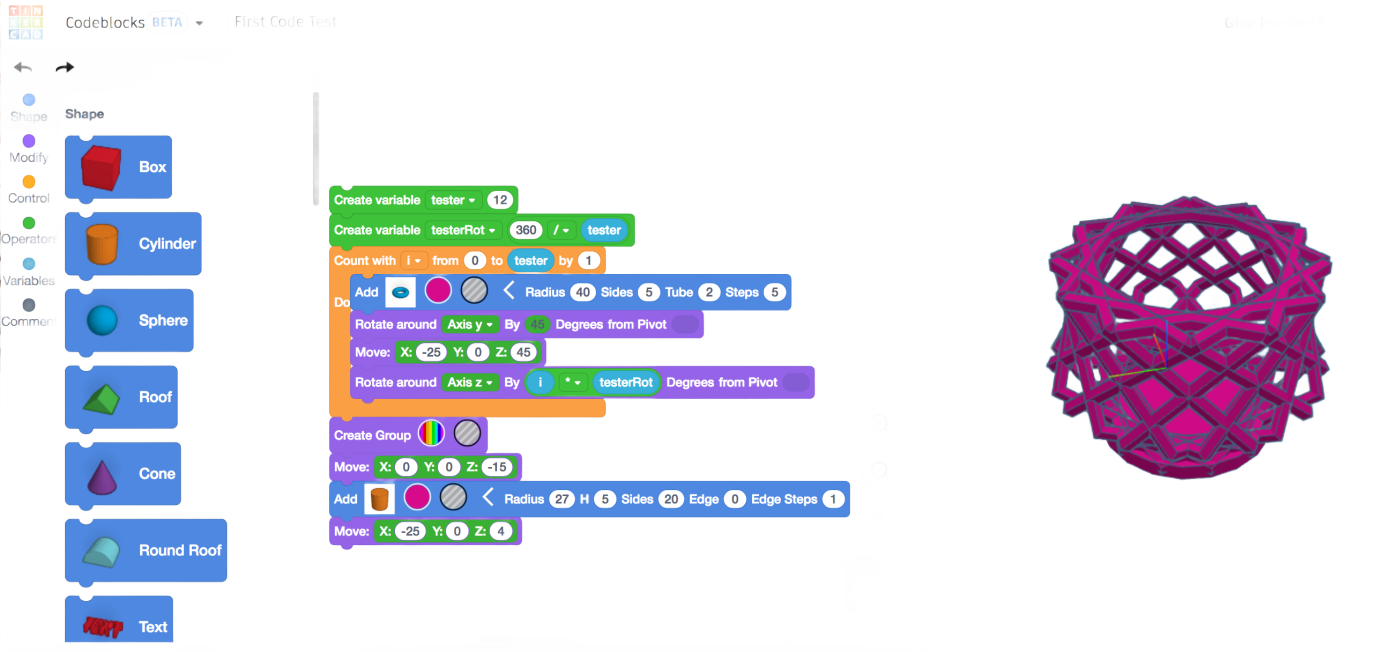 TIN
KER
CAD
Codeblocks BETA
First Code Test
Shape
Modify
Control
Operators
Variables
Commen
Shape
Box
Cylinder
Sphere
Roof
Cone
Round Roof
Text
Create variable tester 12
Create variable testerRot 360 / tester
Count with i from 0 to tester by 1
Do
Add Radius 40 Sides 5 Tube 2 Steps 5
Rotate around Axis y By 45 Degrees from Pivot
Move: X: -25 Y: 0 Z: 45
Rotate around Axis z By i * testerRot Degrees from Pivot
Create Group
Move: X: 0 Y: 0 Z: -15
Add Radius 27 H 5 Sides 20 Edge 0 Edge Steps 1
Move: X: -25 Y: 0 Z: 4